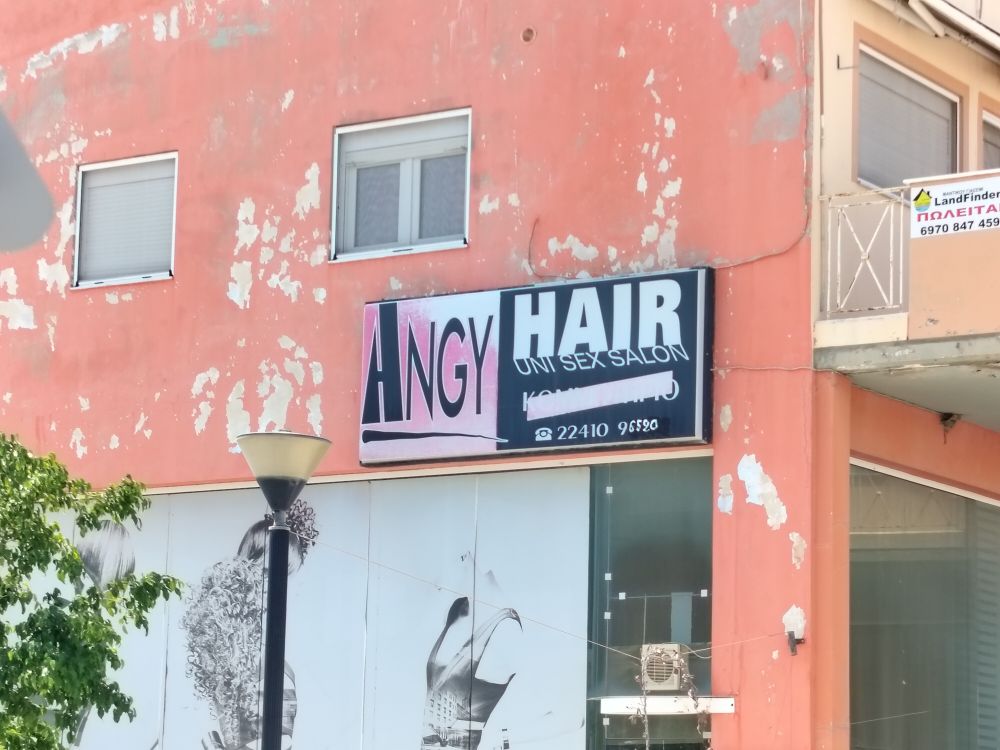 ANGY
HAIR
UNI SEX SALON
☎ 22410 96520
LandFinder
ΠΩΛΕΙΤΑΙ
6970 847 459